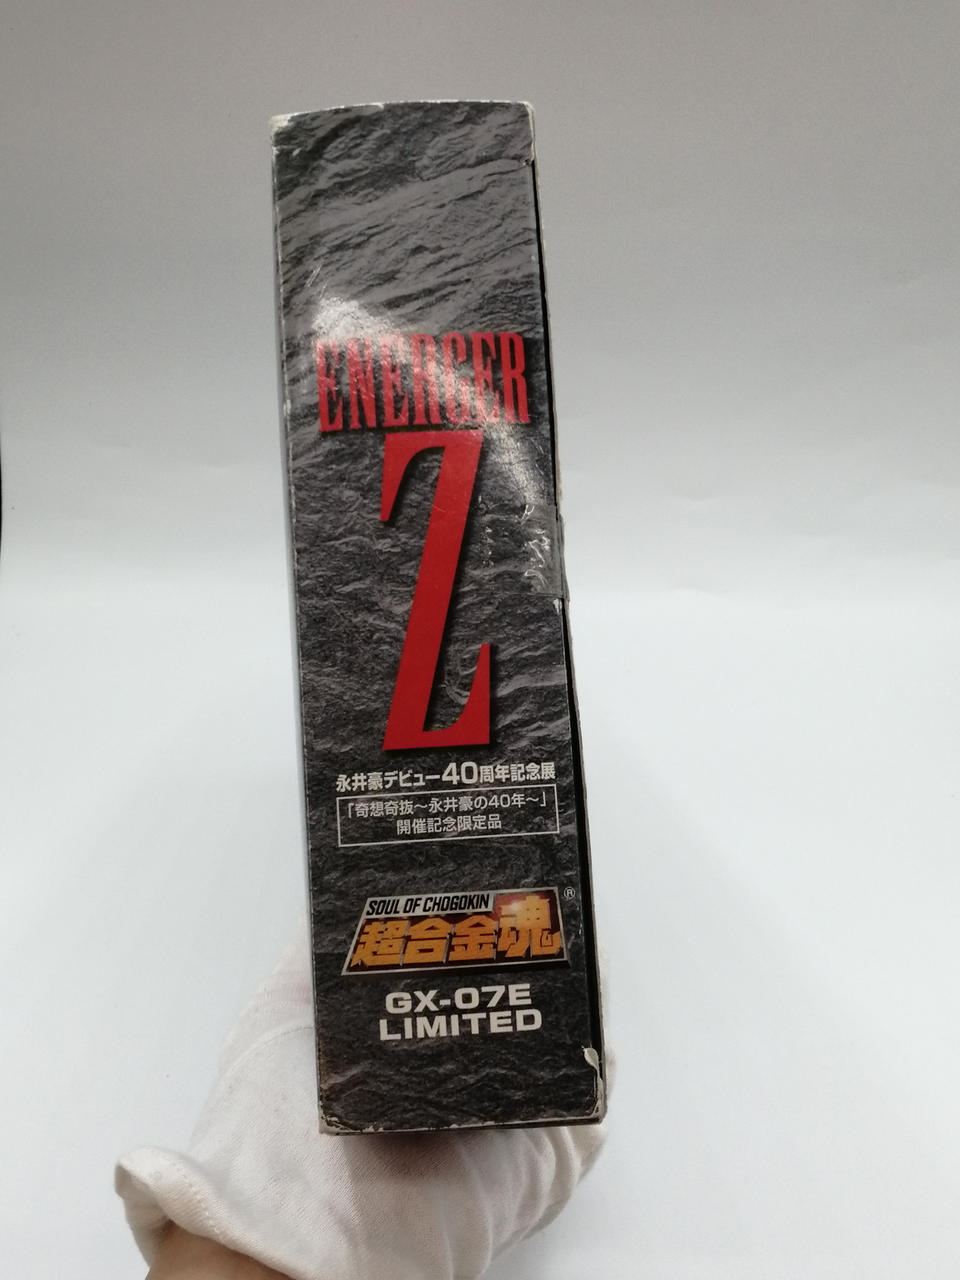 ENERGER
Z
永井豪デビュー40周年記念展
「奇想奇抜～永井豪の40年～」
開催記念限定品
SOUL OF CHOGOKIN
超合金魂
®
GX-07E
LIMITED